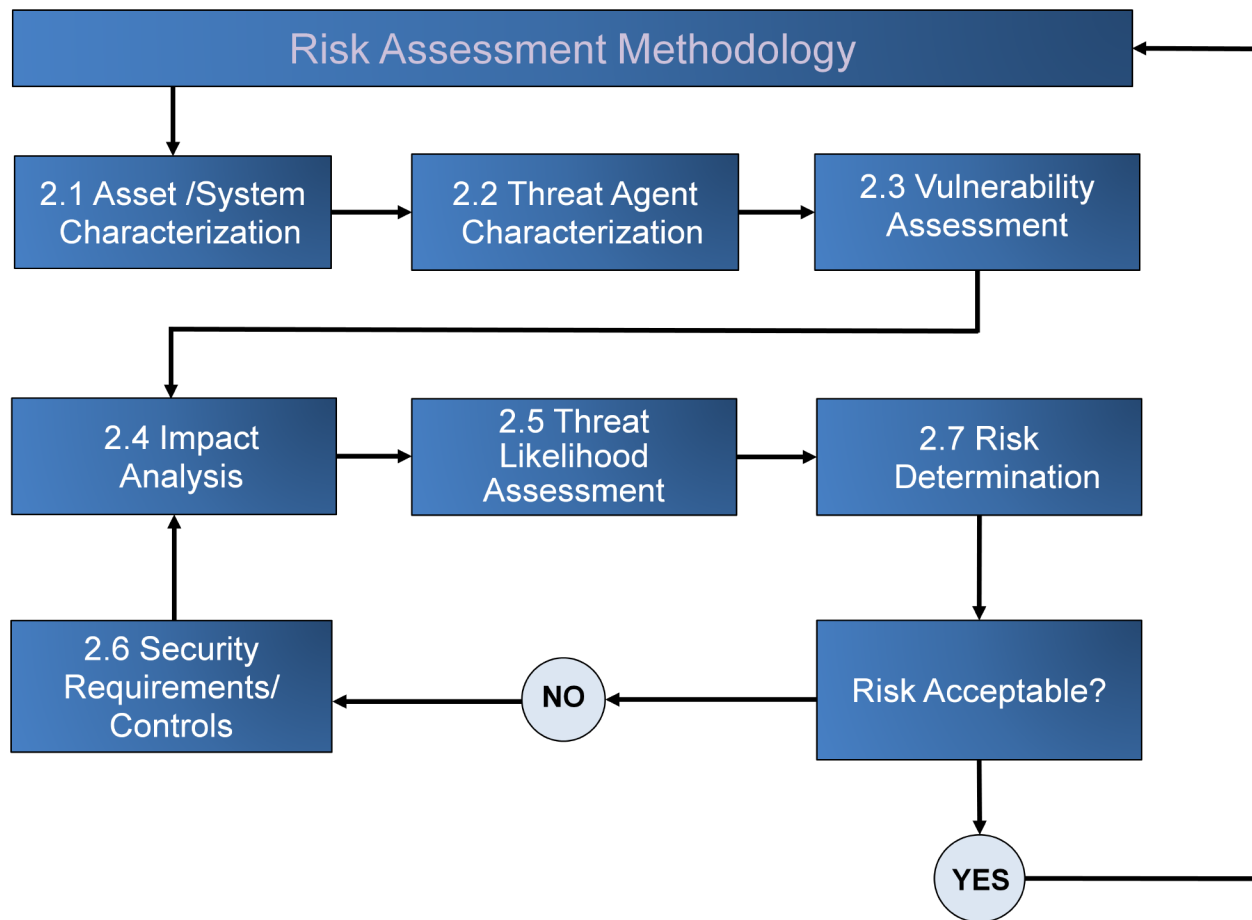 Risk Assessment Methodology
2.1 Asset /System
Characterization
2.2 Threat Agent
Characterization
2.3 Vulnerability
Assessment
2.4 Impact
Analysis
2.5 Threat
Likelihood
Assessment
2.7 Risk
Determination
2.6 Security
Requirements/
Controls
NO
Risk Acceptable?
YES